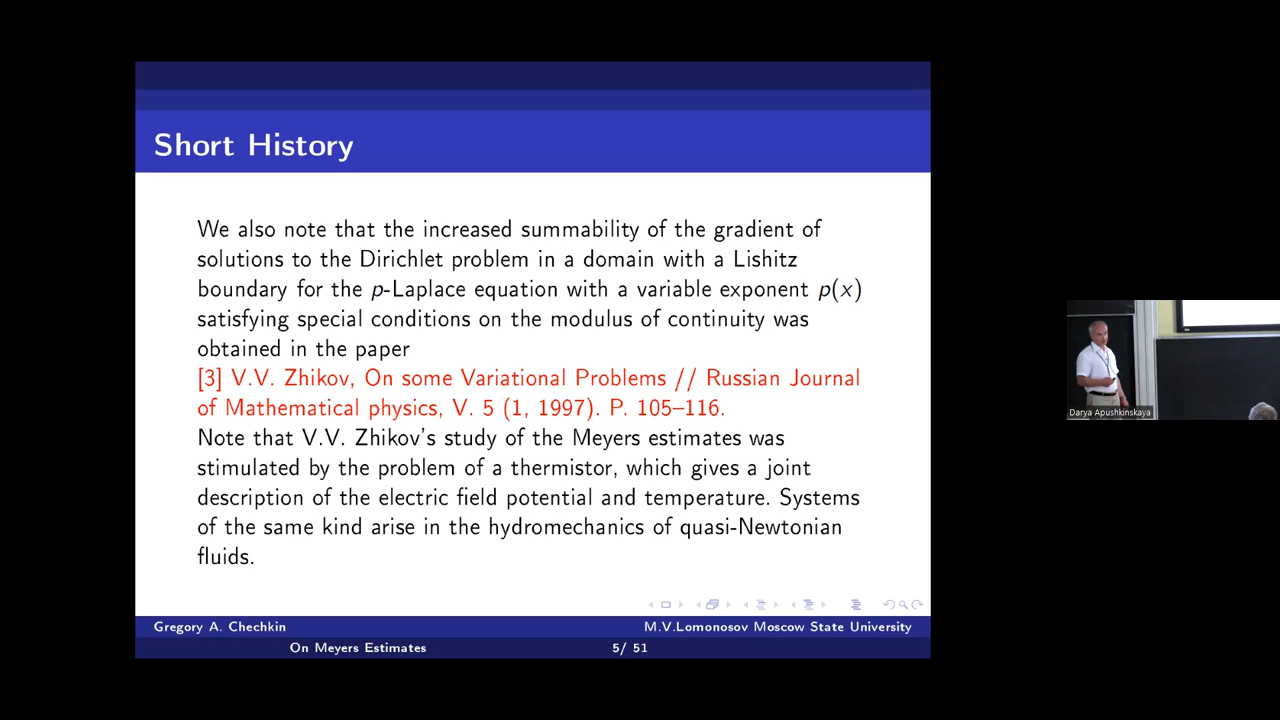 Short History
We also note that the increased summability of the gradient of
solutions to the Dirichlet problem in a domain with a Lishitz
boundary for the p-Laplace equation with a variable exponent p(x)
satisfying special conditions on the modulus of continuity was
obtained in the paper
[3] V.V. Zhikov, On some Variational Problems // Russian Journal
of Mathematical physics, V. 5 (1, 1997). P. 105–116.
Note that V.V. Zhikov's study of the Meyers estimates was
stimulated by the problem of a thermistor, which gives a joint
description of the electric field potential and temperature. Systems
of the same kind arise in the hydromechanics of quasi-Newtonian
fluids.
Gregory A. Chechkin M.V.Lomonosov Moscow State University
On Meyers Estimates 5/ 51
Darya Apushkinskaya